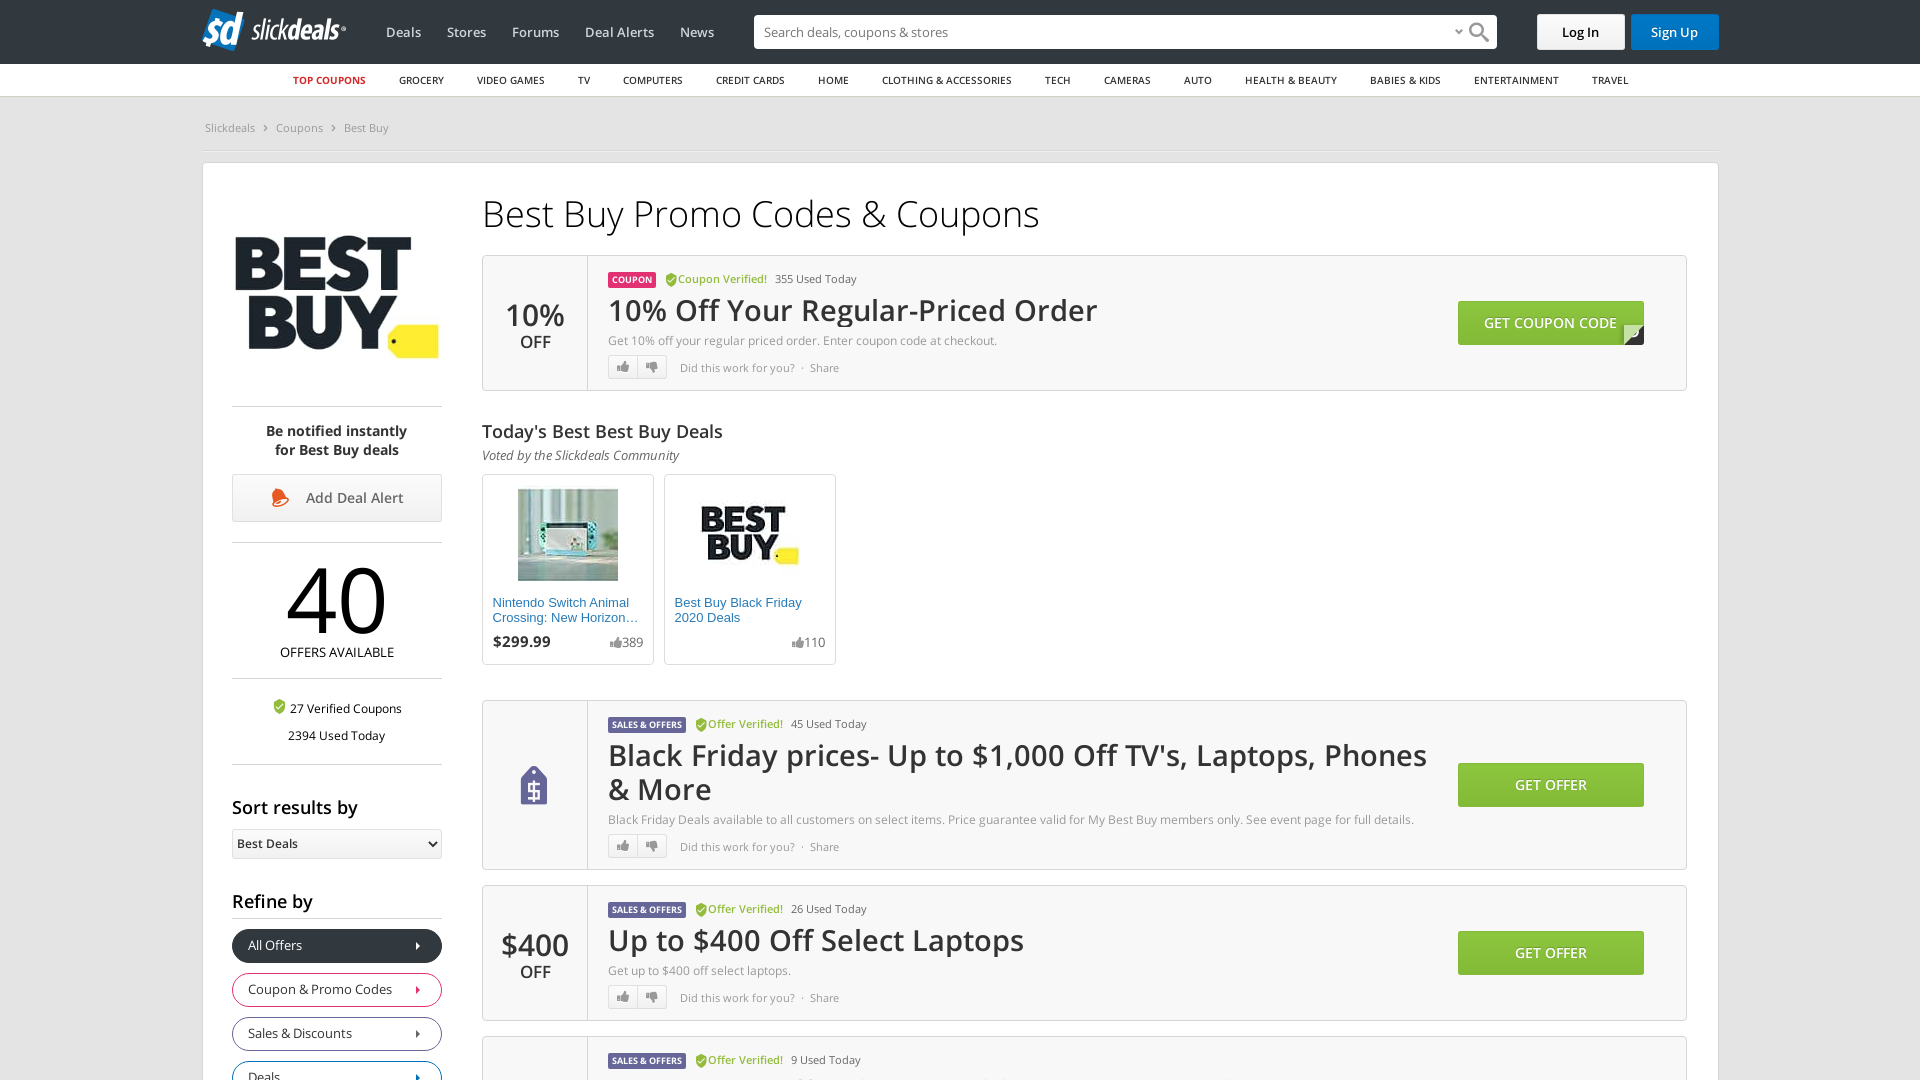 slickdeals
Deals Stores Forums Deal Alerts News
Search deals, coupons & stores
Log In Sign Up
TOP COUPONS GROCERY VIDEO GAMES TV COMPUTERS CREDIT CARDS HOME CLOTHING & ACCESSORIES TECH CAMERAS AUTO HEALTH & BEAUTY BABIES & KIDS ENTERTAINMENT TRAVEL
Slickdeals > Coupons > Best Buy
BEST
BUY
Be notified instantly
for Best Buy deals
Add Deal Alert
40
OFFERS AVAILABLE
27 Verified Coupons
2394 Used Today
Sort results by
Best Deals
Refine by
All Offers
Coupon & Promo Codes
Sales & Discounts
Deals
Best Buy Promo Codes & Coupons
10%
OFF
COUPON Coupon Verified! 355 Used Today
10% Off Your Regular-Priced Order
Get 10% off your regular priced order. Enter coupon code at checkout.
Did this work for you? · Share
GET COUPON CODE
Today's Best Best Buy Deals
Voted by the Slickdeals Community
Nintendo Switch Animal
Crossing: New Horizon…
$299.99 389
BEST
BUY
Best Buy Black Friday
2020 Deals
110
SALES & OFFERS Offer Verified! 45 Used Today
Black Friday prices- Up to $1,000 Off TV's, Laptops, Phones
& More
Black Friday Deals available to all customers on select items. Price guarantee valid for My Best Buy members only. See event page for full details.
Did this work for you? · Share
GET OFFER
$400
OFF
SALES & OFFERS Offer Verified! 26 Used Today
Up to $400 Off Select Laptops
Get up to $400 off select laptops.
Did this work for you? · Share
GET OFFER
SALES & OFFERS Offer Verified! 9 Used Today